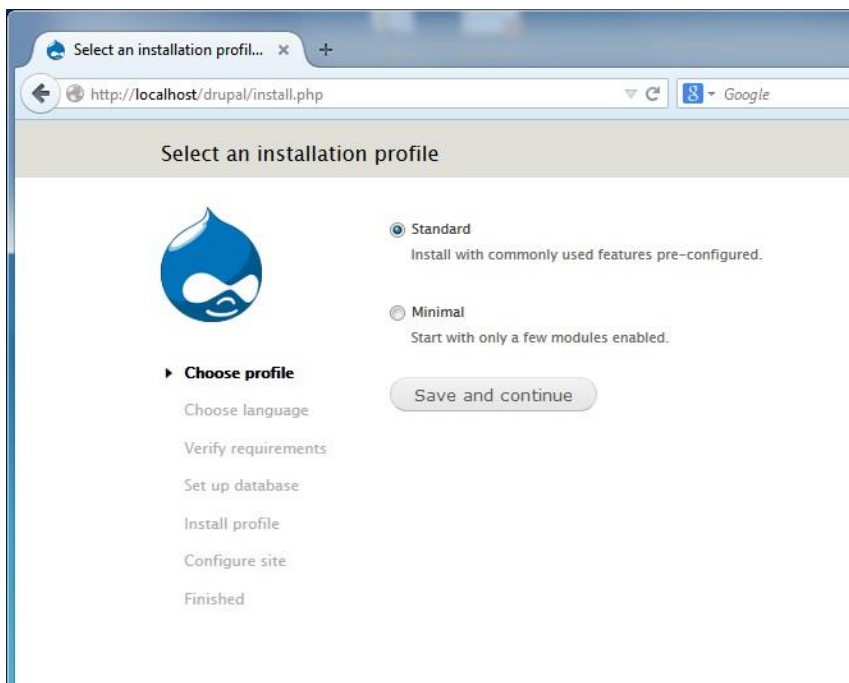 Select an installation profil...
http://localhost/drupal/install.php
Google
Select an installation profile
Standard
Install with commonly used features pre-configured.
Minimal
Start with only a few modules enabled.
Save and continue
Choose profile
Choose language
Verify requirements
Set up database
Install profile
Configure site
Finished